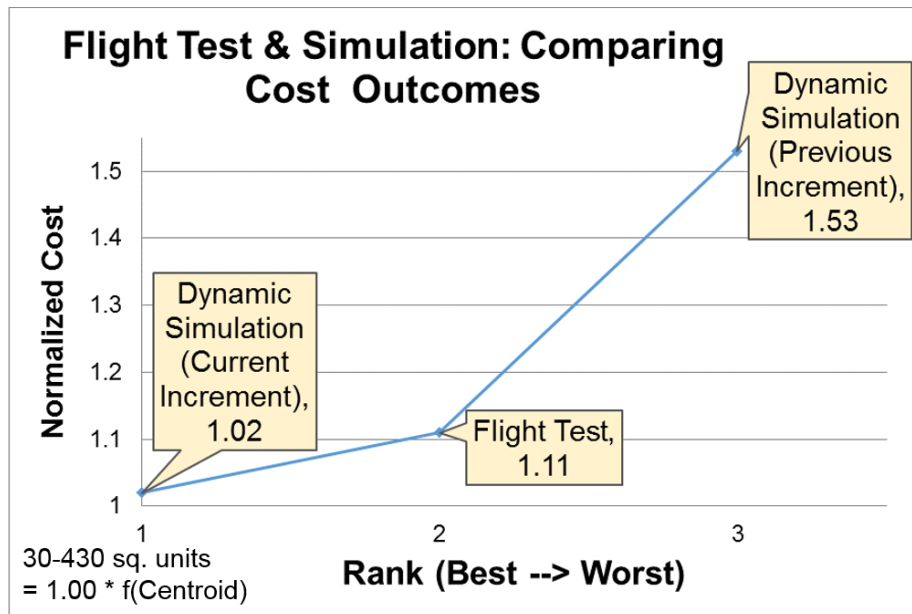 Flight Test & Simulation: Comparing
Cost Outcomes
Dynamic
Simulation
(Previous
Increment),
1.53
1.5
1.4
1.3
1.2
1.1
1
Normalized Cost
Dynamic
Simulation
(Current
Increment),
1.02
Flight Test,
1.11
1
2
3
30-430 sq. units
= 1.00 * f(Centroid)
Rank (Best --> Worst)